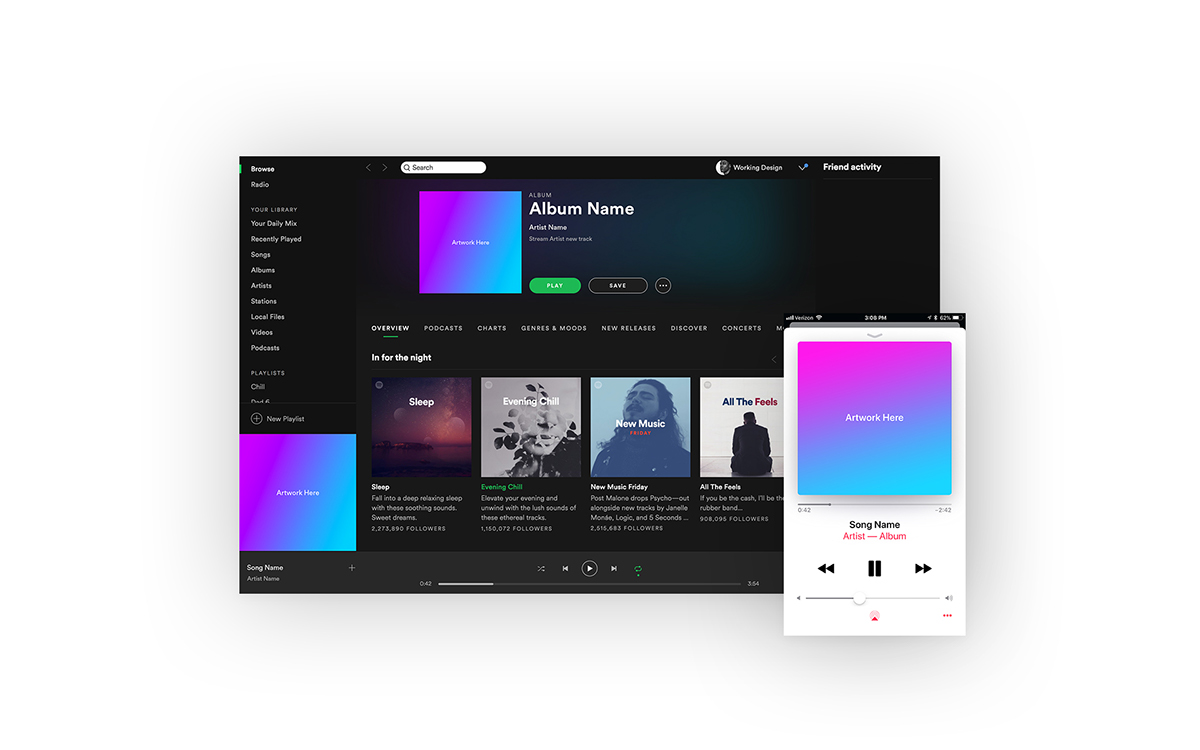 Browse
Radio
YOUR LIBRARY
Your Daily Mix
Recently Played
Songs
Albums
Artists
Stations
Local Files
Videos
Podcasts
PLAYLISTS
Chill
New Playlist
Artwork Here
Song Name
Artist Name
Search
Working Design
Friend activity
Artwork Here
ALBUM
Album Name
Artist Name
Stream Artist new track
PLAY
SAVE
OVERVIEW PODCASTS CHARTS GENRES & MOODS NEW RELEASES DISCOVER CONCERTS
In for the night
Sleep
Sleep
Fall into a deep relaxing sleep
with these soothing sounds.
Sweet dreams.
2,273,890 FOLLOWERS
Evening Chill
Evening Chill
Elevate your evening and
unwind with the lush sounds of
these ethereal tracks.
1,150,072 FOLLOWERS
New Music
FRIDAY
New Music Friday
Post Malone drops Psycho—out
alongside new tracks by Janelle
Monáe, Logic, and 5 Seconds ...
2,515,683 FOLLOWERS
All The Feels
All The Feels
If you be the cash, I'll be the
rubber band...
908,095 FOLLOWERS
0:42
3:54
Verizon 3:08 PM 62%
Artwork Here
0:42 -2:42
Song Name
Artist — Album